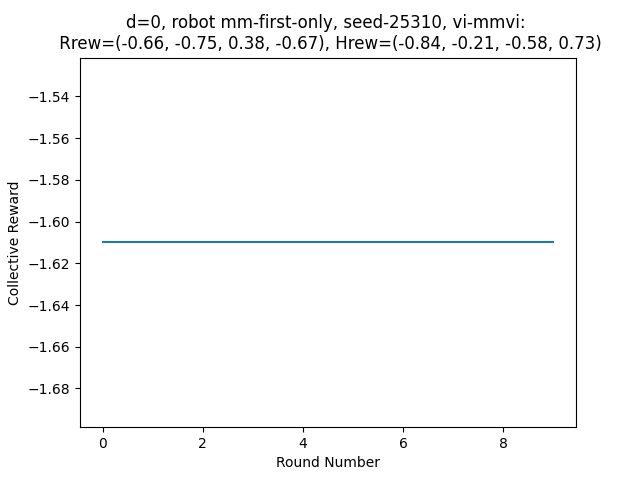 d=0, robot mm-first-only, seed-25310, vi-mmvi:
Rrew=(-0.66, -0.75, 0.38, -0.67), Hrew=(-0.84, -0.21, -0.58, 0.73)
−1.54
−1.56
−1.58
−1.60
−1.62
−1.64
−1.66
−1.68
Collective Reward
0 2 4 6 8
Round Number